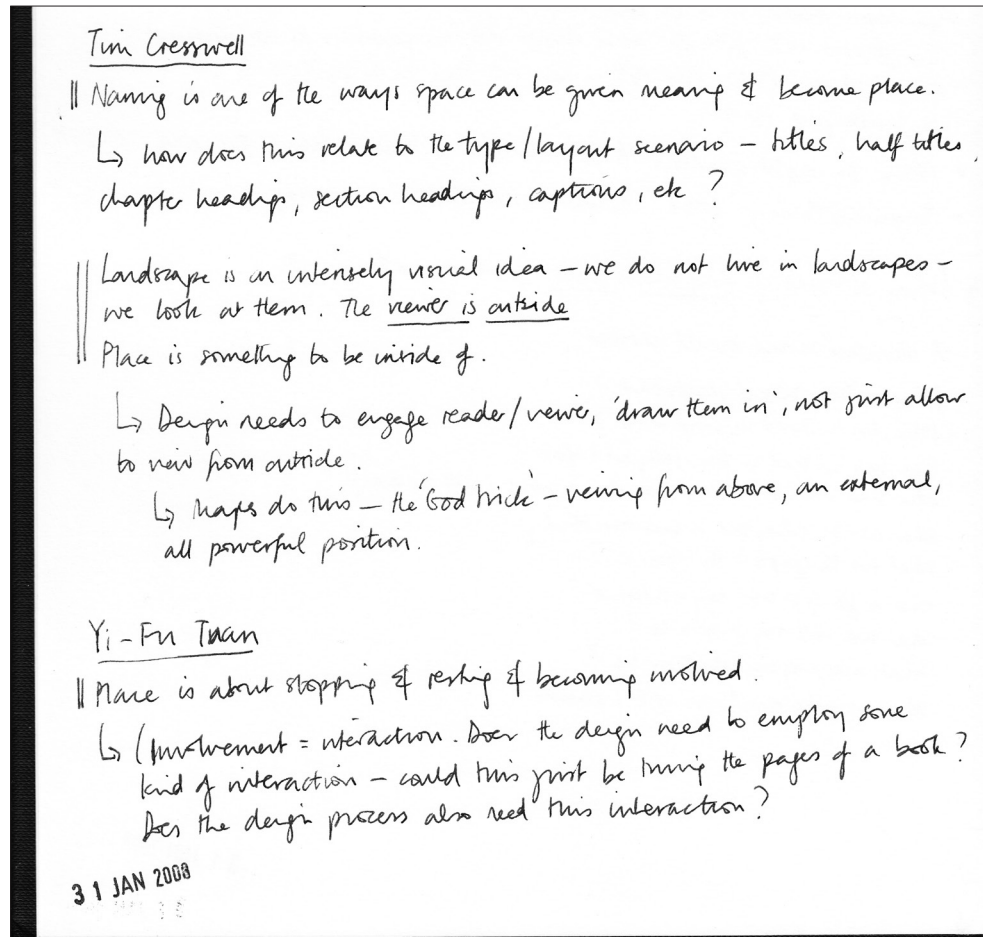 Tim Cresswell
Naming is one of the ways space can be given meaning & become place.
↳ how does this relate to the type/layout scenario – titles, half titles,
chapter headings, section headings, captions, etc ?
Landscape is an intensely visual idea – we do not live in landscapes –
we look at them. The viewer is outside
Place is something to be inside of.
↳ Design needs to engage reader/viewer, 'draw them in', not just allow
to view from outside.
↳ Maps do this – the 'God trick' – viewing from above, an external,
all powerful position.
Yi-Fu Tuan
Place is about stopping & resting & becoming involved.
↳ (Involvement = interaction. Does the design need to employ some
kind of interaction – could this just be turning the pages of a book?
Does the design process also need this interaction?
31 JAN 2008